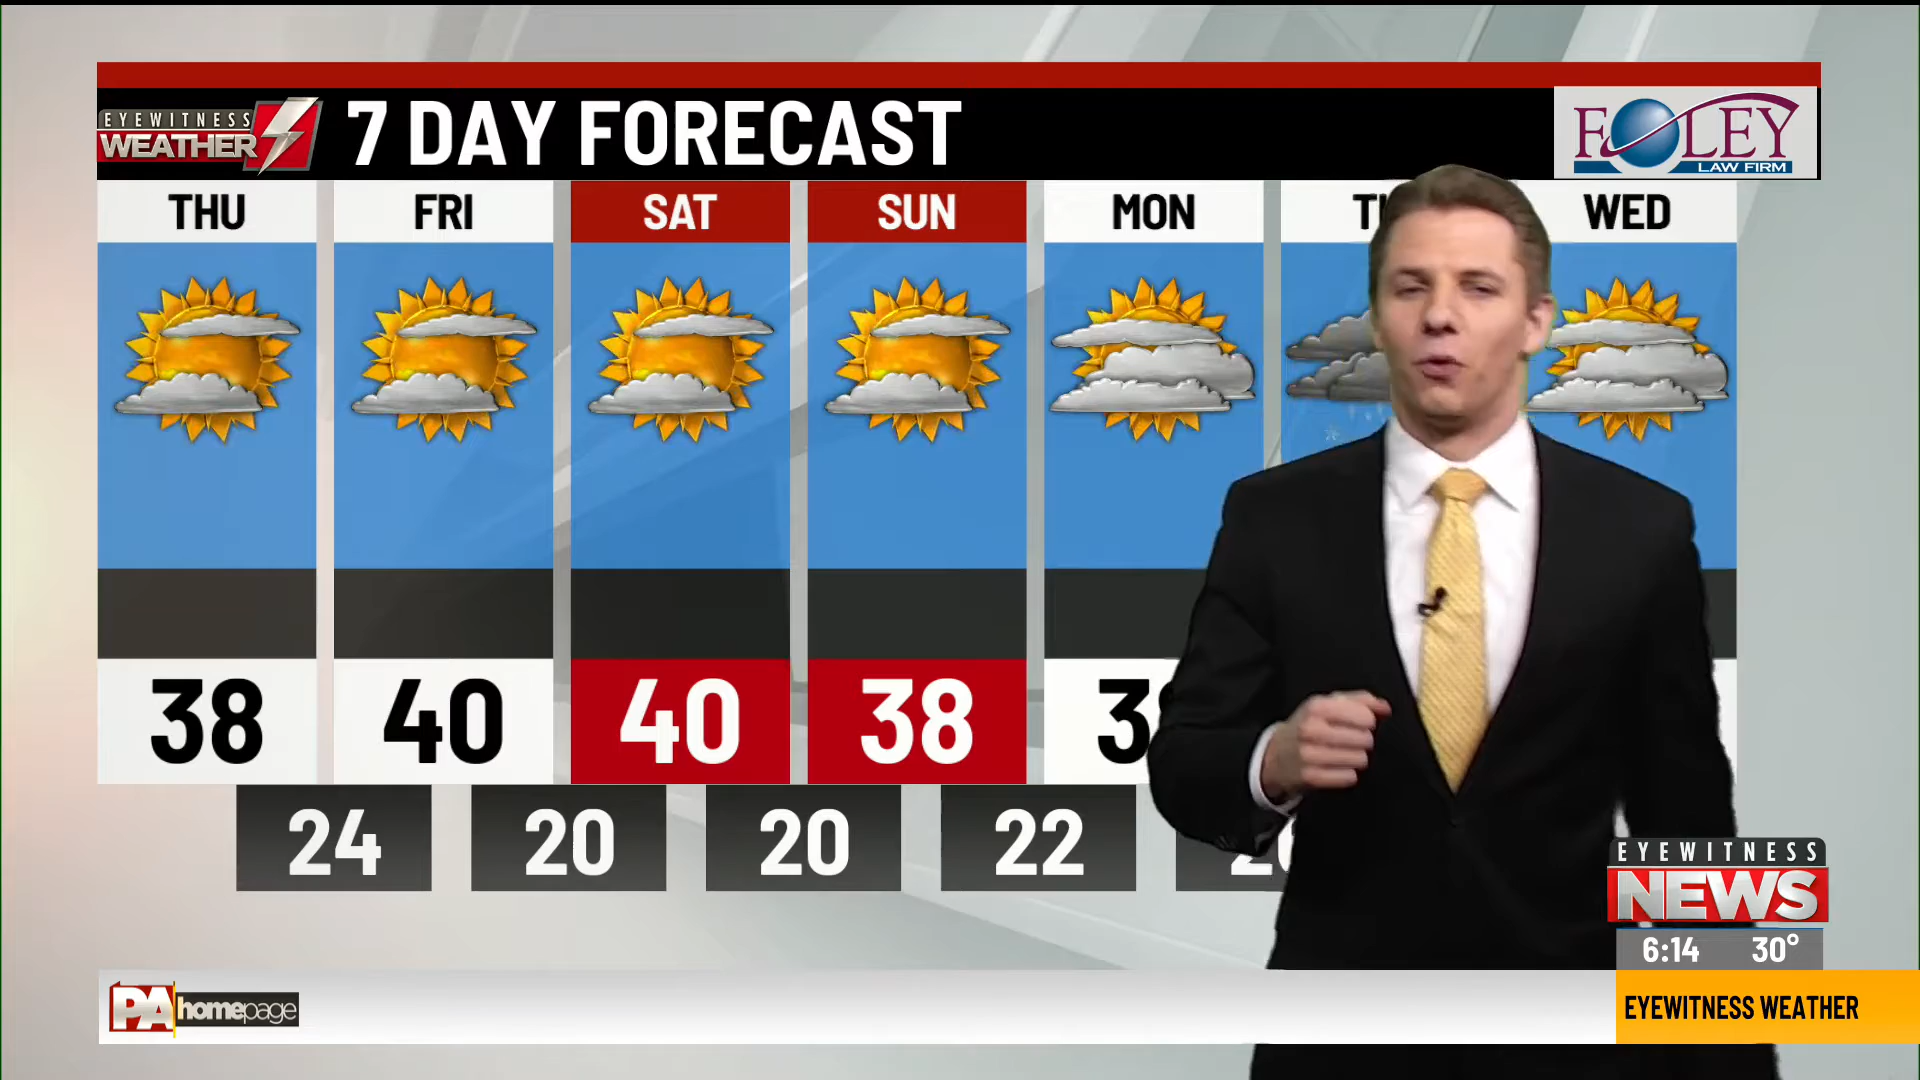 EYEWITNESS
WEATHER
7 DAY FORECAST
FOLEY
LAW FIRM
THU FRI SAT SUN MON WED
38 40 40 38
24 20 20 22
EYEWITNESS
NEWS
6:14 30°
PA homepage
EYEWITNESS WEATHER